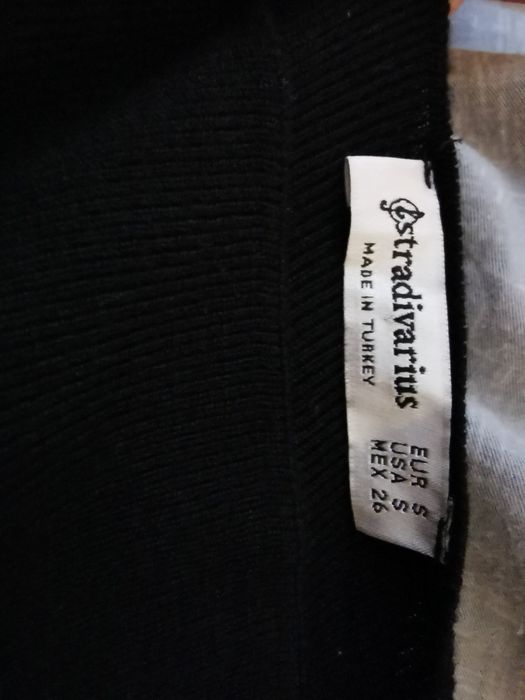 stradivarius
MADE IN TURKEY
EUR S
USA S
MEX 26